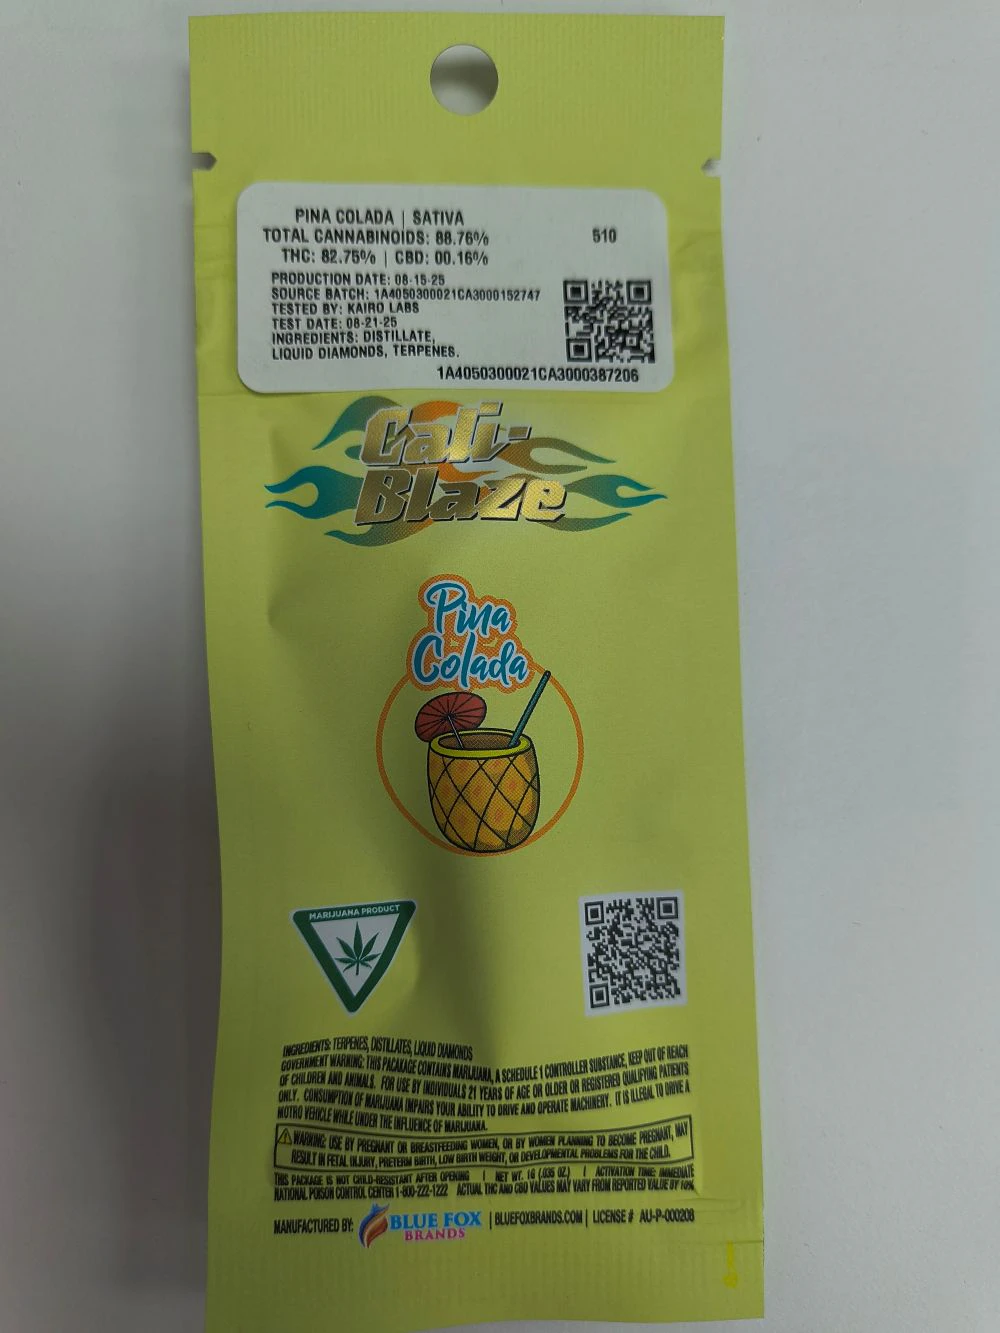 PINA COLADA | SATIVA
TOTAL CANNABINOIDS: 88.76%
510
THC: 82.75% | CBD: 00.16%
PRODUCTION DATE: 08-15-25
SOURCE BATCH: 1A4050300021CA3000152747
TESTED BY: KAIRO LABS
TEST DATE: 08-21-25
INGREDIENTS: DISTILLATE,
LIQUID DIAMONDS, TERPENES.
1A4050300021CA3000387206
Cali-
Blaze
Pina
Colada
MARIJUANA PRODUCT
INGREDIENTS: TERPENES, DISTILLATES, LIQUID DIAMONDS
GOVERNMENT WARNING: THIS PACAKAGE CONTAINS MARIJUANA, A SCHEDULE 1 CONTROLLER SUBSTANCE, KEEP OUT OF REACH
OF CHILDREN AND ANIMALS. FOR USE BY INDIVIDUALS 21 YEARS OF AGE OR OLDER OR REGISTERED QUALIFYING PATIENTS
ONLY. CONSUMPTION OF MARIJUANA IMPAIRS YOUR ABILITY TO DRIVE AND OPERATE MACHINERY. IT IS ILLEGAL TO DRIVE A
MOTRO VEHICLE WHILE UNDER THE INFLUENCE OF MARIJUANA.
WARNING: USE BY PREGNANT OR BREASTFEEDING WOMEN, OR BY WOMEN PLANNING TO BECOME PREGNANT, MAY
RESULT IN FETAL INJURY, PRETERM BIRTH, LOW BIRTH WEIGHT, OR DEVELOPMENTAL PROBLEMS FOR THE CHILD.
THIS PACKAGE IS NOT CHILD-RESISTANT AFTER OPENING | NET WT. 1G (.035 OZ.) | ACTIVATION TIME: IMMEDIATE
NATIONAL POISON CONTROL CENTER 1-800-222-1222 ACTUAL THC AND CBD VALUES MAY VARY FROM REPORTED VALUE BY 10%
MANUFACTURED BY: BLUE FOX BRANDS | BLUEFOXBRANDS.COM | LICENSE # AU-P-000208